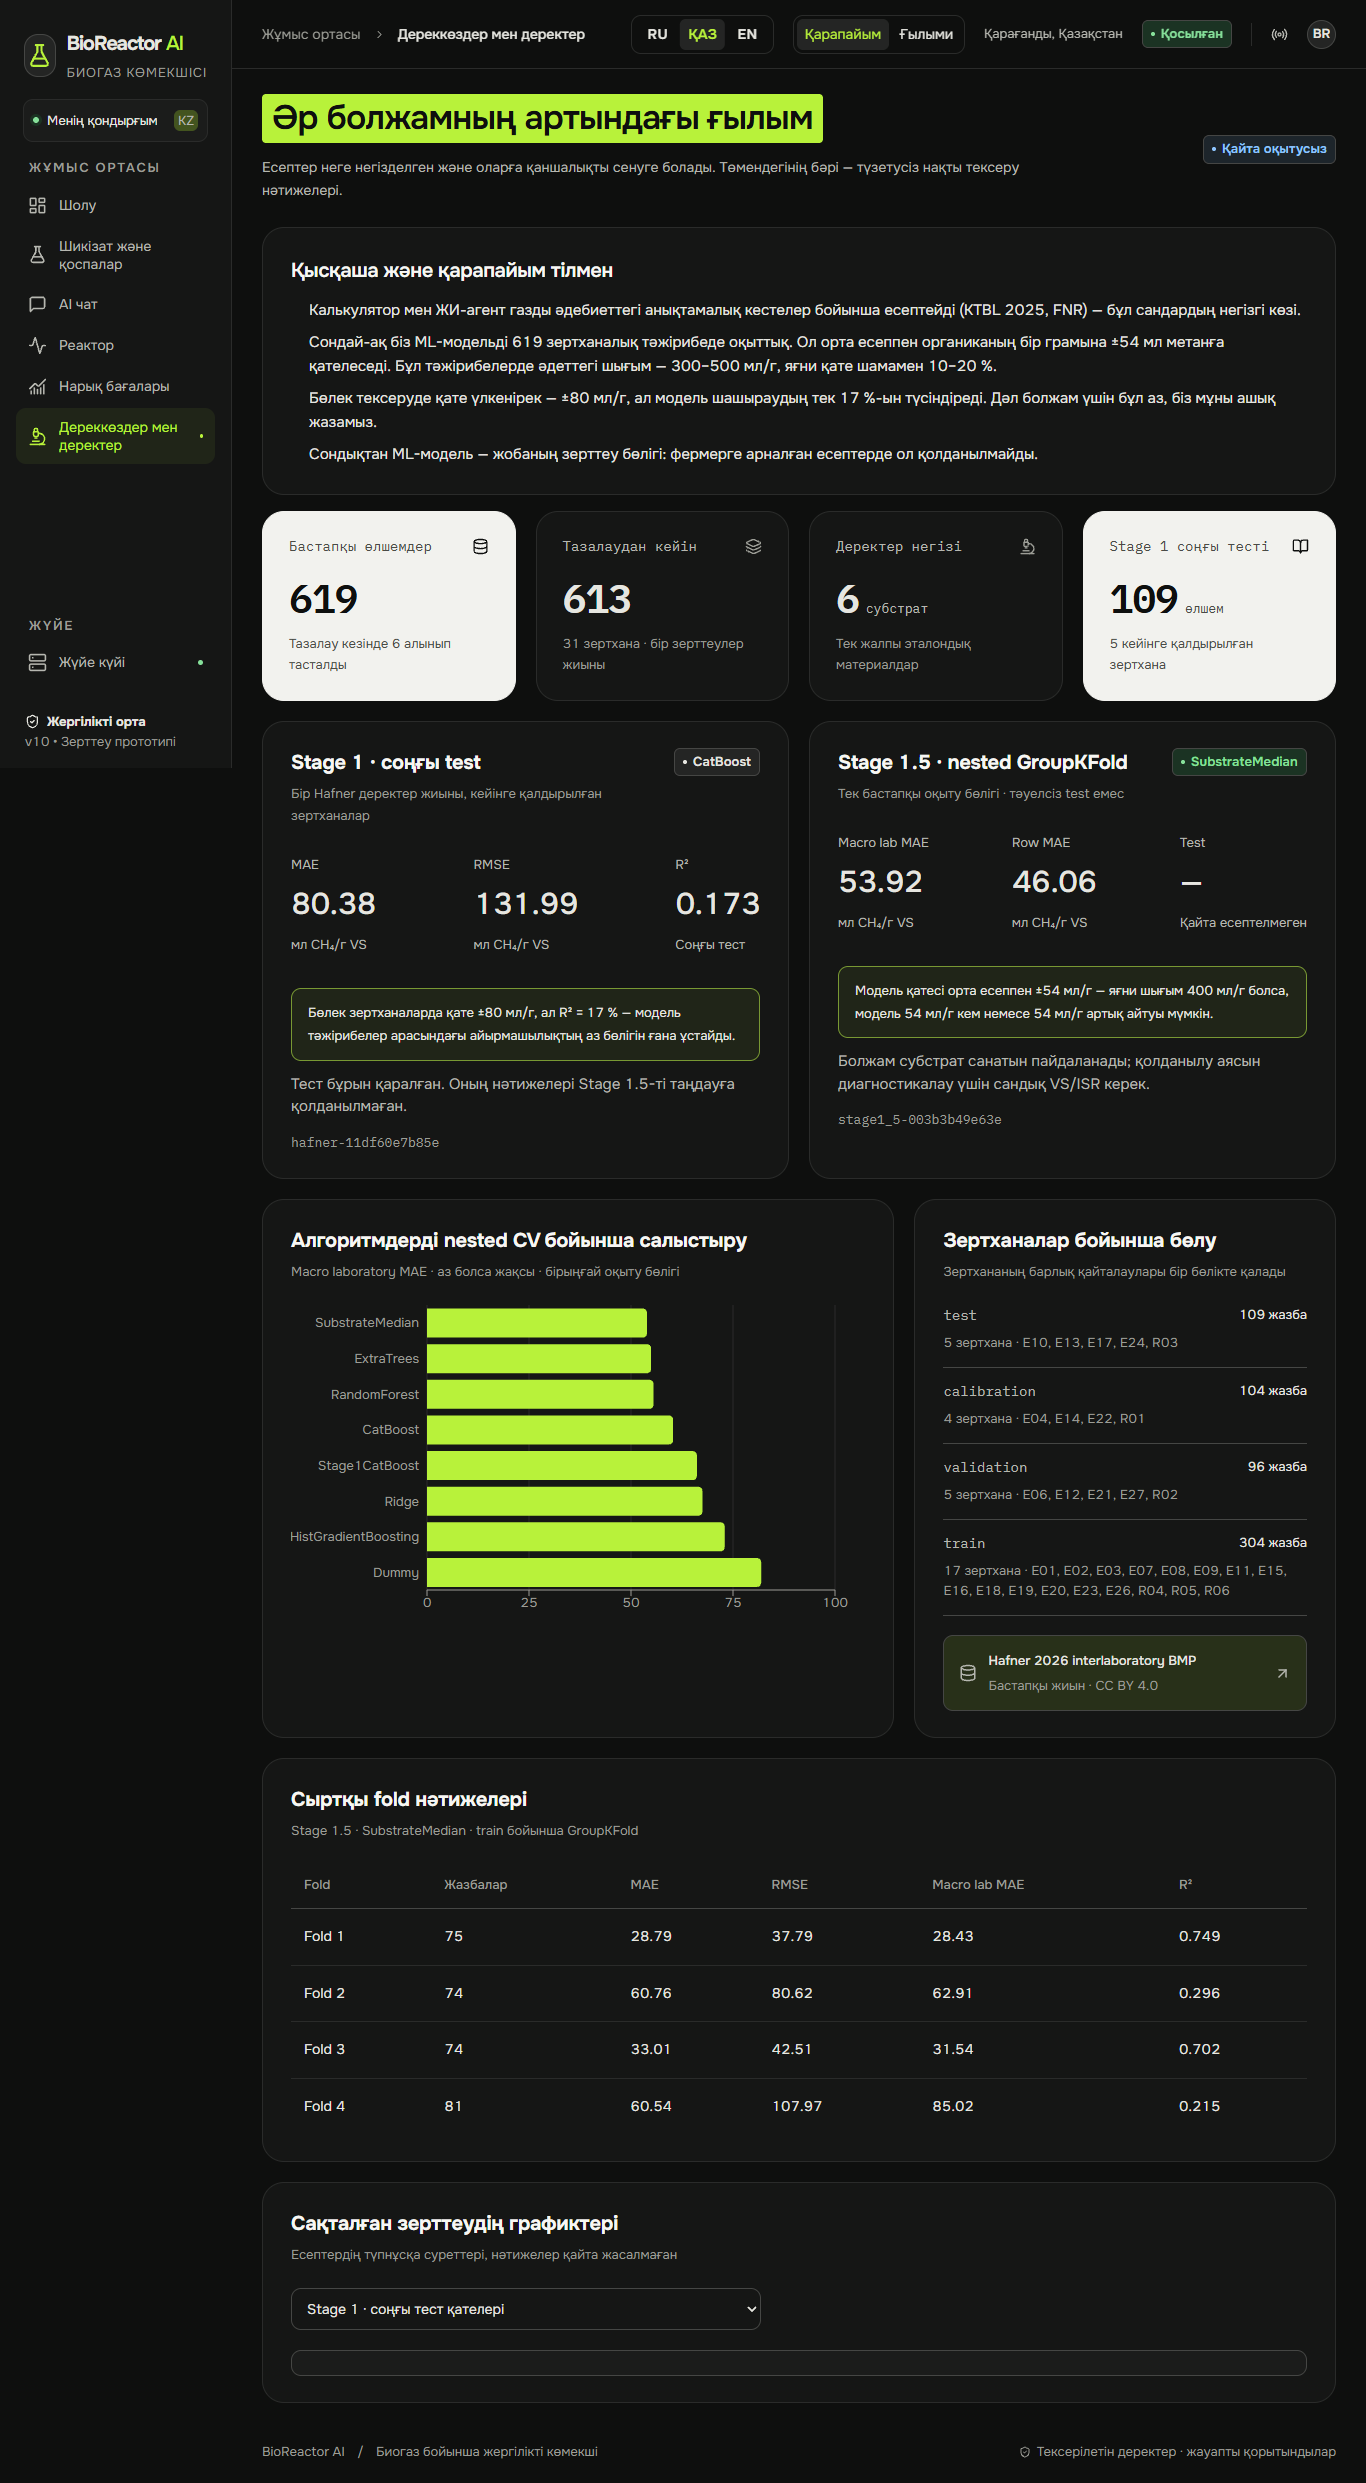 BioReactor AI
БИОГАЗ КӨМЕКШІСІ
Менің қондырғым KZ
ЖҰМЫС ОРТАСЫ
Шолу
Шикізат және
қоспалар
AI чат
Реактор
Нарық бағалары
Дереккөздер мен
деректер
ЖҮЙЕ
Жүйе күйі
Жергілікті орта
v10 • Зерттеу прототипі
Жұмыс ортасы › Дереккөздер мен деректер
RU ҚАЗ EN
Қарапайым Ғылыми
Қарағанды, Қазақстан
• Қосылған
BR
Әр болжамның артындағы ғылым
Есептер неге негізделген және оларға қаншалықты сенуге болады. Төмендегінің бәрі — түзетусіз нақты тексеру
нәтижелері.
• Қайта оқытусыз
Қысқаша және қарапайым тілмен
Калькулятор мен ЖИ-агент газды әдебиеттегі анықтамалық кестелер бойынша есептейді (KTBL 2025, FNR) — бұл сандардың негізгі көзі.
Сондай-ақ біз ML-модельді 619 зертханалық тәжірибеде оқыттық. Ол орта есеппен органиканың бір грамына ±54 мл метанға
қателеседі. Бұл тәжірибелерде әдеттегі шығым — 300–500 мл/г, яғни қате шамамен 10–20 %.
Бөлек тексеруде қате үлкенірек — ±80 мл/г, ал модель шашыраудың тек 17 %-ын түсіндіреді. Дәл болжам үшін бұл аз, біз мұны ашық
жазамыз.
Сондықтан ML-модель — жобаның зерттеу бөлігі: фермерге арналған есептерде ол қолданылмайды.
Бастапқы өлшемдер
619
Тазалау кезінде 6 алынып
тасталды
Тазалаудан кейін
613
31 зертхана · бір зерттеулер
жиыны
Деректер негізі
6 субстрат
Тек жалпы эталондық
материалдар
Stage 1 соңғы тесті
109 өлшем
5 кейінге қалдырылған
зертхана
Stage 1 · соңғы test
• CatBoost
Бір Hafner деректер жиыны, кейінге қалдырылған
зертханалар
MAE RMSE R²
80.38 131.99 0.173
мл CH₄/г VS мл CH₄/г VS Соңғы тест
Бөлек зертханаларда қате ±80 мл/г, ал R² = 17 % — модель
тәжірибелер арасындағы айырмашылықтың аз бөлігін ғана ұстайды.
Тест бұрын қаралған. Оның нәтижелері Stage 1.5-ті таңдауға
қолданылмаған.
hafner-11df60e7b85e
Stage 1.5 · nested GroupKFold
• SubstrateMedian
Тек бастапқы оқыту бөлігі · тәуелсіз test емес
Macro lab MAE Row MAE Test
53.92 46.06 —
мл CH₄/г VS мл CH₄/г VS Қайта есептелмеген
Модель қатесі орта есеппен ±54 мл/г — яғни шығым 400 мл/г болса,
модель 54 мл/г кем немесе 54 мл/г артық айтуы мүмкін.
Болжам субстрат санатын пайдаланады; қолданылу аясын
диагностикалау үшін сандық VS/ISR керек.
stage1_5-003b3b49e63e
Алгоритмдерді nested CV бойынша салыстыру
Macro laboratory MAE · аз болса жақсы · бірыңғай оқыту бөлігі
SubstrateMedian
ExtraTrees
RandomForest
CatBoost
Stage1CatBoost
Ridge
HistGradientBoosting
Dummy
0 25 50 75 100
Зертханалар бойынша бөлу
Зертхананың барлық қайталаулары бір бөлікте қалады
test 109 жазба
5 зертхана · E10, E13, E17, E24, R03
calibration 104 жазба
4 зертхана · E04, E14, E22, R01
validation 96 жазба
5 зертхана · E06, E12, E21, E27, R02
train 304 жазба
17 зертхана · E01, E02, E03, E07, E08, E09, E11, E15,
E16, E18, E19, E20, E23, E26, R04, R05, R06
Hafner 2026 interlaboratory BMP
Бастапқы жиын · CC BY 4.0
Сыртқы fold нәтижелері
Stage 1.5 · SubstrateMedian · train бойынша GroupKFold
Fold Жазбалар MAE RMSE Macro lab MAE R²
Fold 1 75 28.79 37.79 28.43 0.749
Fold 2 74 60.76 80.62 62.91 0.296
Fold 3 74 33.01 42.51 31.54 0.702
Fold 4 81 60.54 107.97 85.02 0.215
Сақталған зерттеудің графиктері
Есептердің түпнұсқа суреттері, нәтижелер қайта жасалмаған
Stage 1 · соңғы тест қателері
BioReactor AI / Биогаз бойынша жергілікті көмекші
Тексерілетін деректер · жауапты қорытындылар